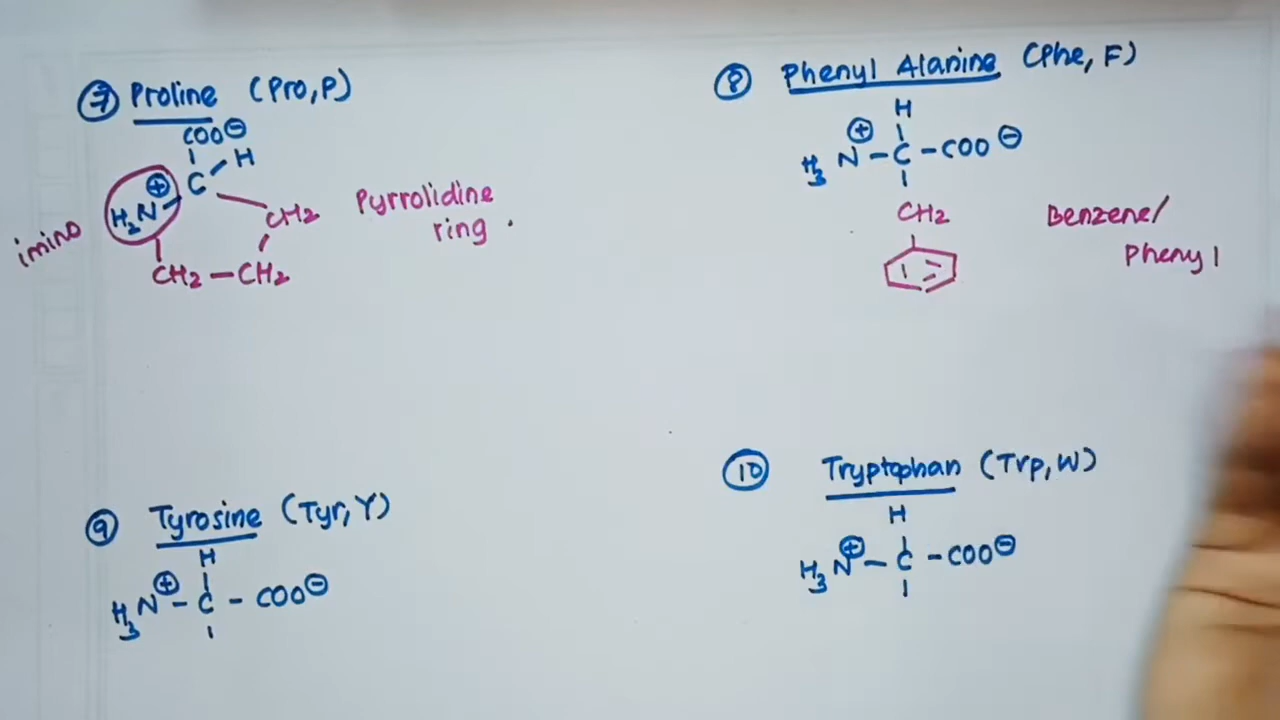 ⑦ Proline (Pro, P)
COO⊖
H
C
H₂N⊕
imino
CH₂
CH₂ – CH₂
Pyrrolidine
ring .
⑧ Phenyl Alanine (Phe, F)
H
H₃N⊕ – C – COO⊖
CH₂
Benzene/
Phenyl
⑨ Tyrosine (Tyr, Y)
H
H₃N⊕ – C – COO⊖
⑩ Tryptophan (Trp, W)
H
H₃N⊕ – C – COO⊖